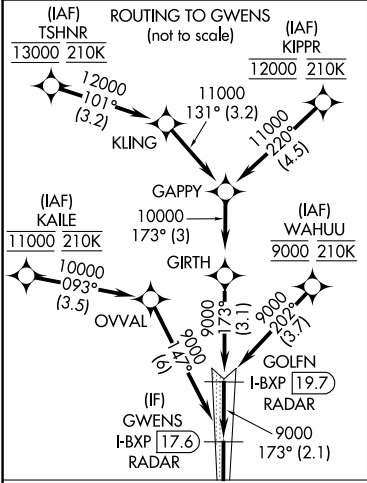 ROUTING TO GWENS
(not to scale)
(IAF)
TSHNR
13000 210K
(IAF)
KIPPR
12000 210K
12000
101°
(3.2)
11000
131° (3.2)
KLING
11000
220°
(4.5)
GAPPY
10000
173° (3)
(IAF)
KAILE
11000 210K
(IAF)
WAHUU
9000 210K
10000
093°
(3.5)
GIRTH
OVVAL
9000
147°
(6)
9000
173°
(3.1)
9000
202°
(3.7)
GOLFN
I-BXP 19.7
RADAR
(IF)
GWENS
I-BXP 17.6
RADAR
9000
173° (2.1)